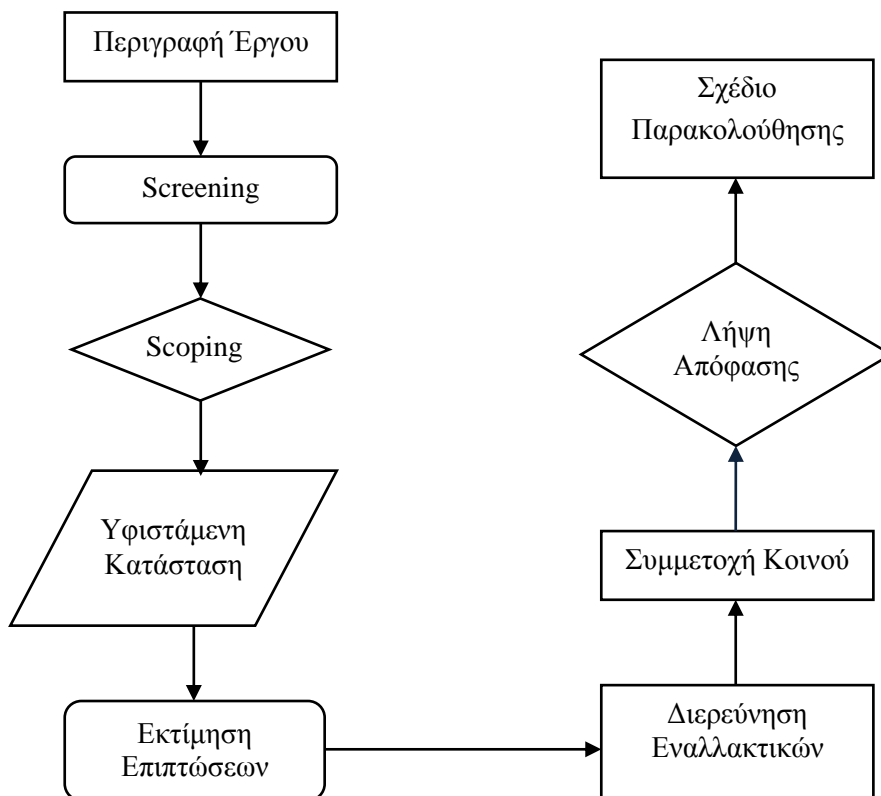 Περιγραφή Έργου
Screening
Scoping
Υφιστάμενη
Κατάσταση
Εκτίμηση
Επιπτώσεων
Διερεύνηση
Εναλλακτικών
Συμμετοχή Κοινού
Λήψη
Απόφασης
Σχέδιο
Παρακολούθησης